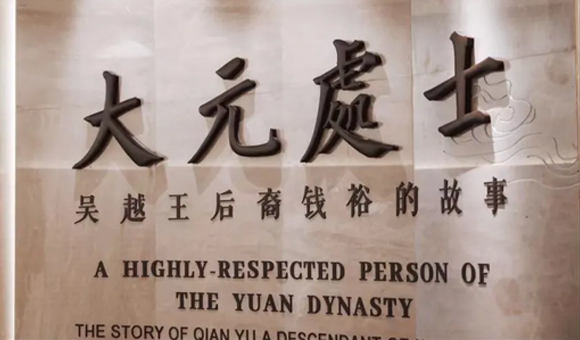 大元處士
吴越王后裔钱裕的故事
A HIGHLY-RESPECTED PERSON OF
THE YUAN DYNASTY
THE STORY OF QIAN YU A DESCENDANT OF